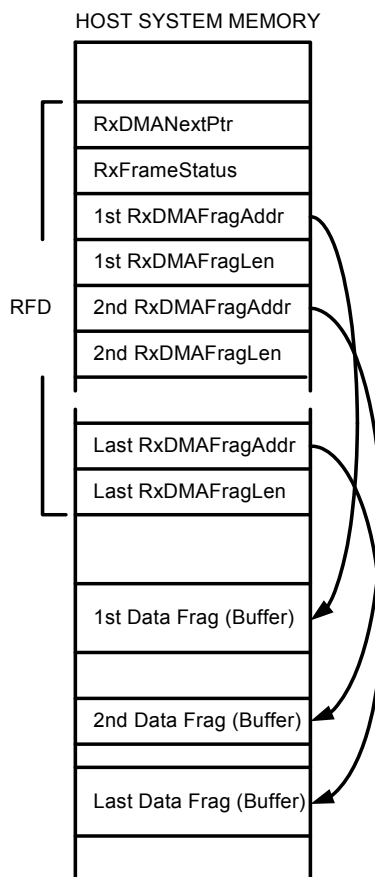 HOST SYSTEM MEMORY
RxDMANextPtr
RxFrameStatus
1st RxDMAFragAddr
1st RxDMAFragLen
RFD
2nd RxDMAFragAddr
2nd RxDMAFragLen
Last RxDMAFragAddr
Last RxDMAFragLen
1st Data Frag (Buffer)
2nd Data Frag (Buffer)
Last Data Frag (Buffer)